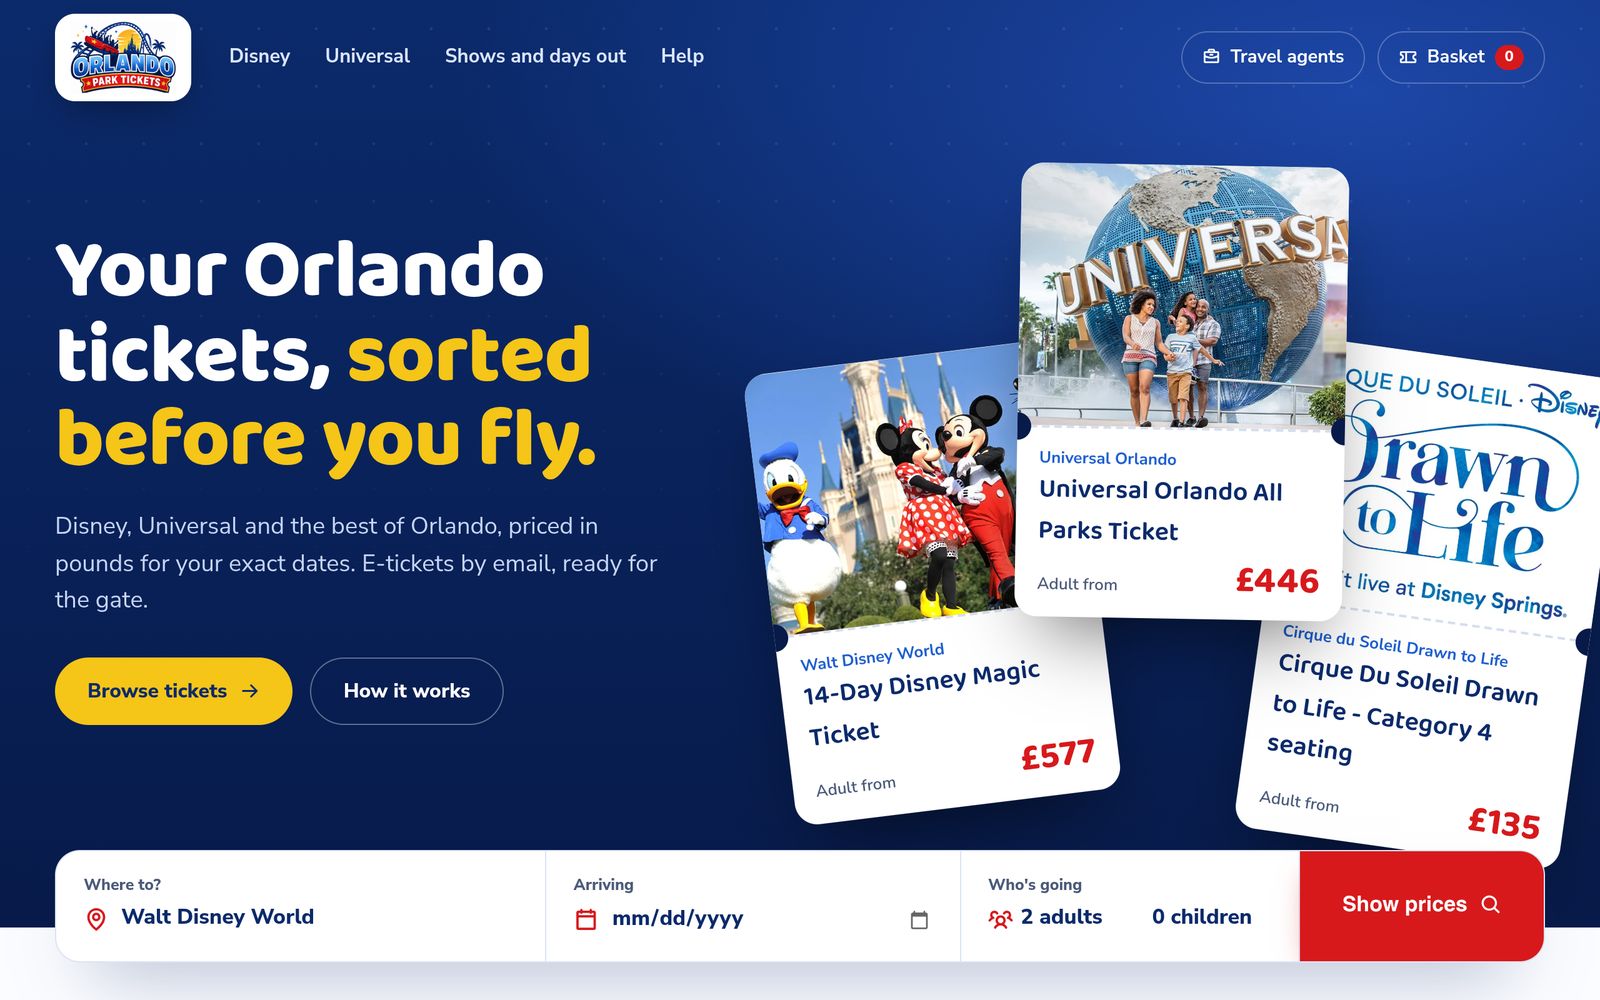 ORLANDO
PARK TICKETS
Disney
Universal
Shows and days out
Help
Travel agents
Basket 0
Your Orlando
tickets, sorted
before you fly.
Disney, Universal and the best of Orlando, priced in
pounds for your exact dates. E-tickets by email, ready for
the gate.
Browse tickets
How it works
Walt Disney World
14-Day Disney Magic
Ticket
Adult from
£577
UNIVERSA
Universal Orlando
Universal Orlando All
Parks Ticket
Adult from
£446
QUE DU SOLEIL · Disney
Drawn
to Life
t live at Disney Springs.
Cirque du Soleil Drawn to Life
Cirque Du Soleil Drawn
to Life - Category 4
seating
Adult from
£135
Where to?
Walt Disney World
Arriving
mm/dd/yyyy
Who's going
2 adults
0 children
Show prices